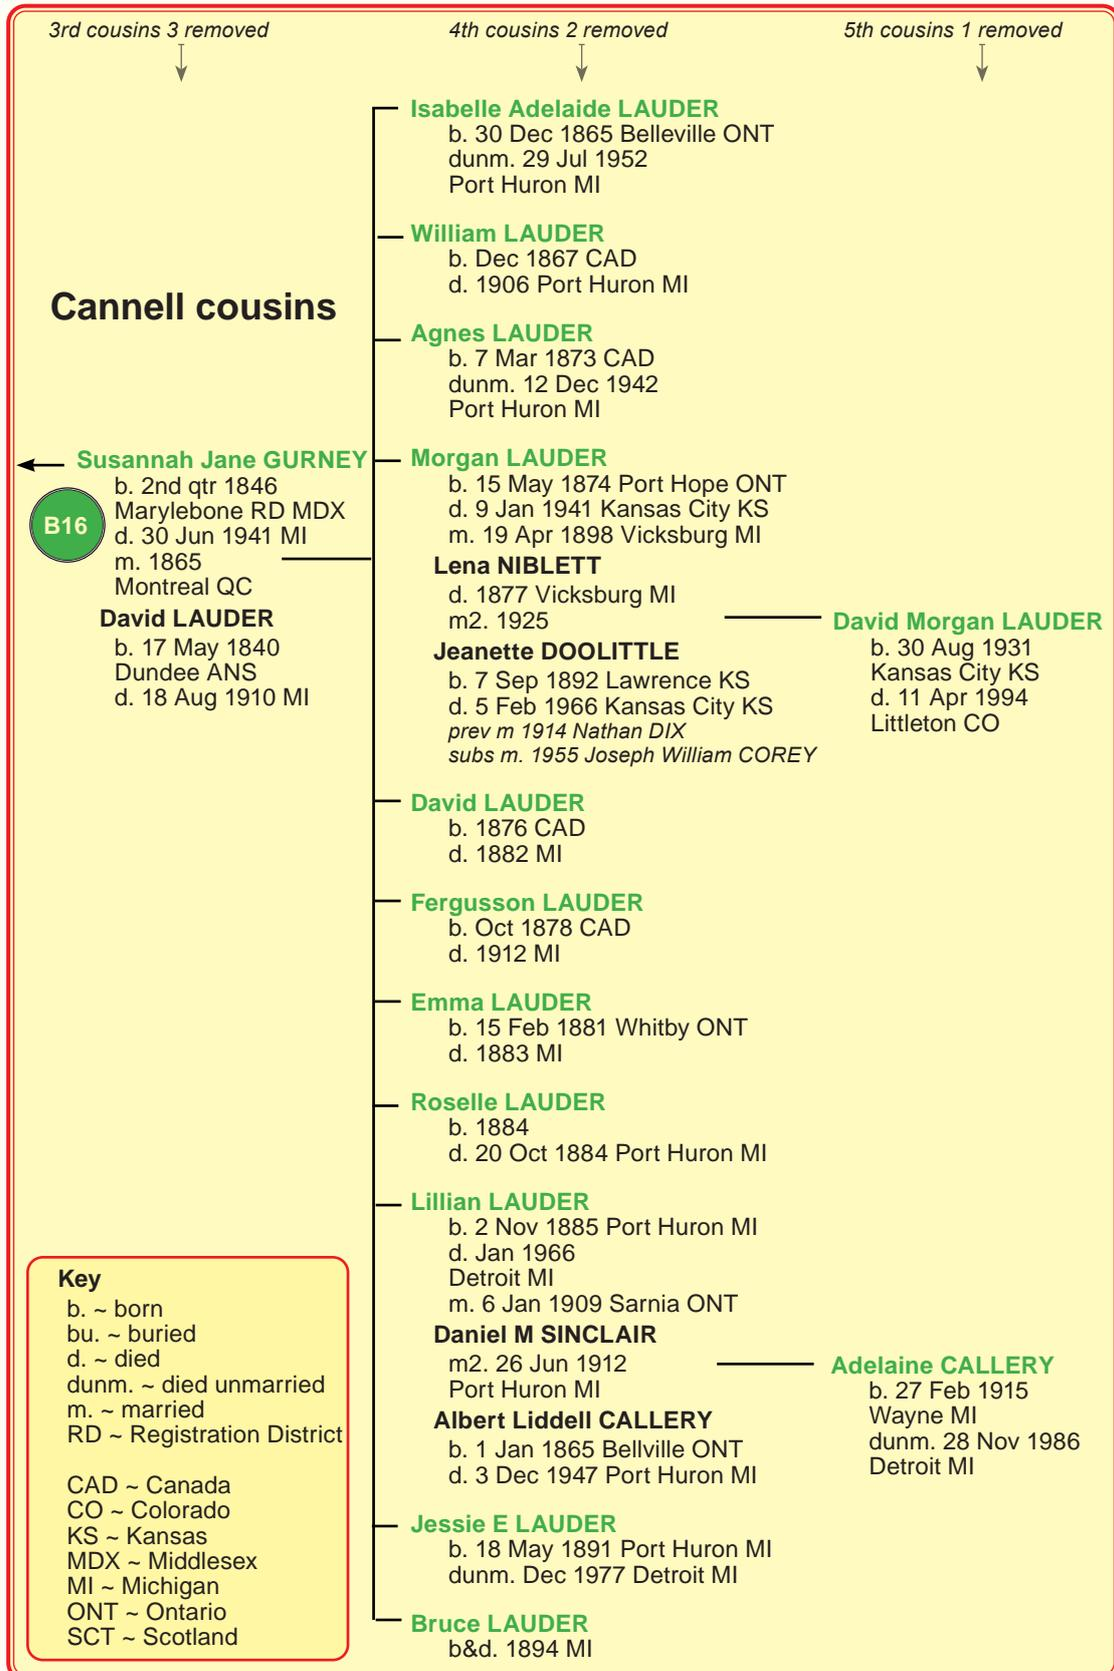 3rd cousins 3 removed
4th cousins 2 removed
5th cousins 1 removed
Cannell cousins
Susannah Jane GURNEY
B16
b. 2nd qtr 1846
Marylebone RD MDX
d. 30 Jun 1941 MI
m. 1865
Montreal QC
David LAUDER
b. 17 May 1840
Dundee ANS
d. 18 Aug 1910 MI
Isabelle Adelaide LAUDER
b. 30 Dec 1865 Belleville ONT
dunm. 29 Jul 1952
Port Huron MI
William LAUDER
b. Dec 1867 CAD
d. 1906 Port Huron MI
Agnes LAUDER
b. 7 Mar 1873 CAD
dunm. 12 Dec 1942
Port Huron MI
Morgan LAUDER
b. 15 May 1874 Port Hope ONT
d. 9 Jan 1941 Kansas City KS
m. 19 Apr 1898 Vicksburg MI
Lena NIBLETT
d. 1877 Vicksburg MI
m2. 1925
Jeanette DOOLITTLE
b. 7 Sep 1892 Lawrence KS
d. 5 Feb 1966 Kansas City KS
prev m 1914 Nathan DIX
subs m. 1955 Joseph William COREY
David Morgan LAUDER
b. 30 Aug 1931
Kansas City KS
d. 11 Apr 1994
Littleton CO
David LAUDER
b. 1876 CAD
d. 1882 MI
Fergusson LAUDER
b. Oct 1878 CAD
d. 1912 MI
Emma LAUDER
b. 15 Feb 1881 Whitby ONT
d. 1883 MI
Roselle LAUDER
b. 1884
d. 20 Oct 1884 Port Huron MI
Lillian LAUDER
b. 2 Nov 1885 Port Huron MI
d. Jan 1966
Detroit MI
m. 6 Jan 1909 Sarnia ONT
Daniel M SINCLAIR
m2. 26 Jun 1912
Port Huron MI
Albert Liddell CALLERY
b. 1 Jan 1865 Bellville ONT
d. 3 Dec 1947 Port Huron MI
Adelaine CALLERY
b. 27 Feb 1915
Wayne MI
dunm. 28 Nov 1986
Detroit MI
Jessie E LAUDER
b. 18 May 1891 Port Huron MI
dunm. Dec 1977 Detroit MI
Bruce LAUDER
b&d. 1894 MI
Key
b. ~ born
bu. ~ buried
d. ~ died
dunm. ~ died unmarried
m. ~ married
RD ~ Registration District
CAD ~ Canada
CO ~ Colorado
KS ~ Kansas
MDX ~ Middlesex
MI ~ Michigan
ONT ~ Ontario
SCT ~ Scotland